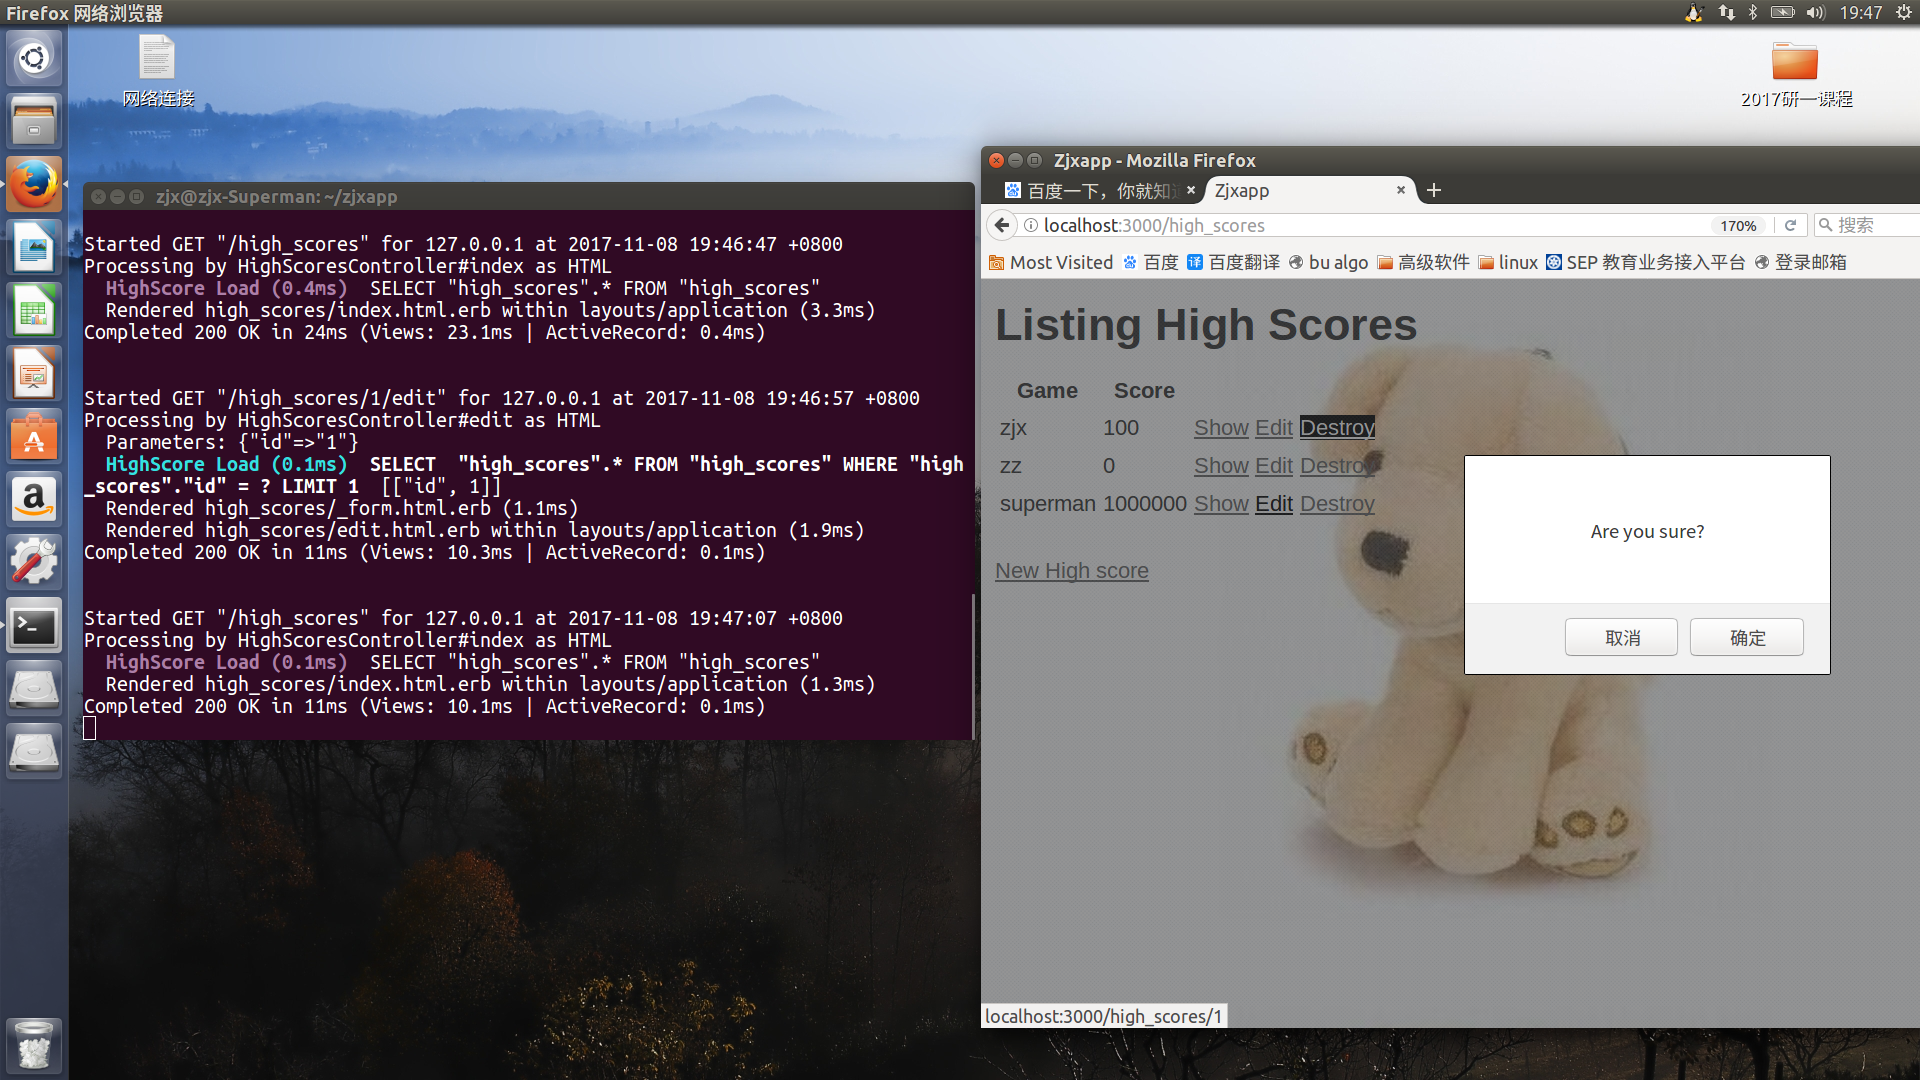 Firefox 网络浏览器
19:47
网络连接
2017研一课程
zjx@zjx-Superman: ~/zjxapp
Started GET "/high_scores" for 127.0.0.1 at 2017-11-08 19:46:47 +0800
Processing by HighScoresController#index as HTML
HighScore Load (0.4ms)  SELECT "high_scores".* FROM "high_scores"
Rendered high_scores/index.html.erb within layouts/application (3.3ms)
Completed 200 OK in 24ms (Views: 23.1ms | ActiveRecord: 0.4ms)
Started GET "/high_scores/1/edit" for 127.0.0.1 at 2017-11-08 19:46:57 +0800
Processing by HighScoresController#edit as HTML
Parameters: {"id"=>"1"}
HighScore Load (0.1ms)  SELECT  "high_scores".* FROM "high_scores" WHERE "high
_scores"."id" = ? LIMIT 1  [["id", 1]]
Rendered high_scores/_form.html.erb (1.1ms)
Rendered high_scores/edit.html.erb within layouts/application (1.9ms)
Completed 200 OK in 11ms (Views: 10.3ms | ActiveRecord: 0.1ms)
Started GET "/high_scores" for 127.0.0.1 at 2017-11-08 19:47:07 +0800
Processing by HighScoresController#index as HTML
HighScore Load (0.1ms)  SELECT "high_scores".* FROM "high_scores"
Rendered high_scores/index.html.erb within layouts/application (1.3ms)
Completed 200 OK in 11ms (Views: 10.1ms | ActiveRecord: 0.1ms)
Zjxapp - Mozilla Firefox
百度一下，你就知 Zjxapp
localhost:3000/high_scores 170% 搜索
Most Visited 百度 百度翻译 bu algo 高级软件 linux SEP 教育业务接入平台 登录邮箱
Listing High Scores
Game Score
zjx 100 Show Edit Destroy
zz 0 Show Edit Destroy
superman 1000000 Show Edit Destroy
New High score
Are you sure?
取消 确定
localhost:3000/high_scores/1